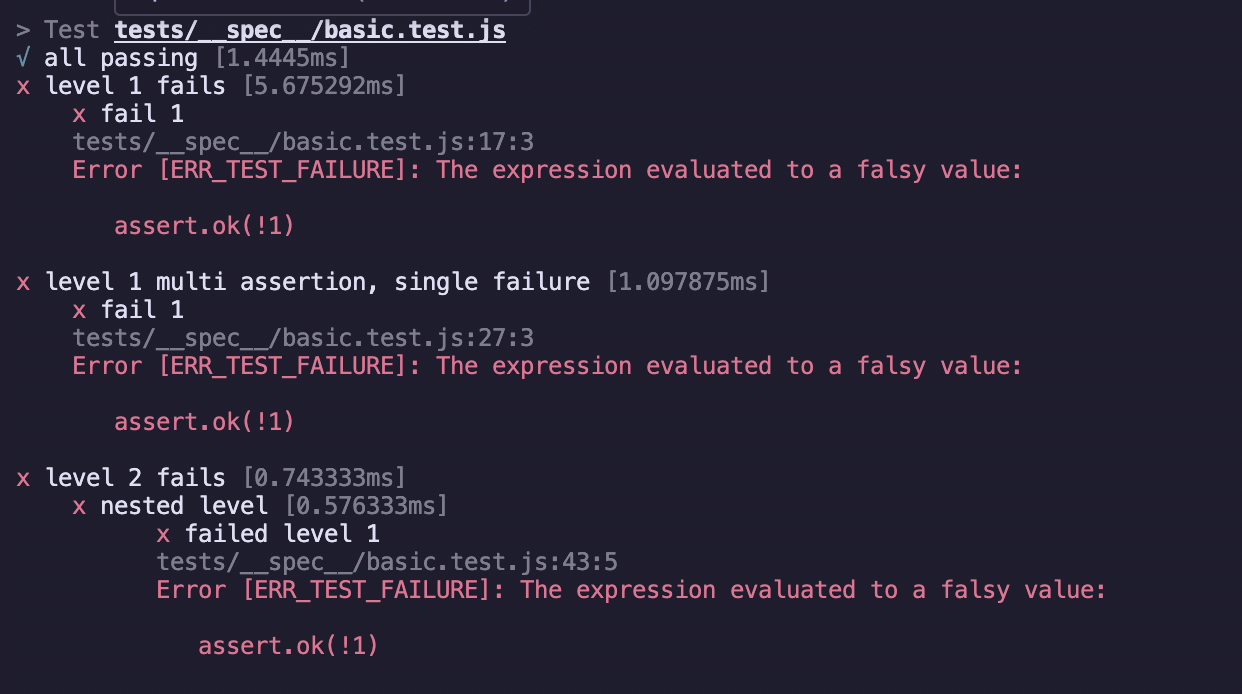 > Test tests/__spec__/basic.test.js
√ all passing [1.4445ms]
x level 1 fails [5.675292ms]
x fail 1
tests/__spec__/basic.test.js:17:3
Error [ERR_TEST_FAILURE]: The expression evaluated to a falsy value:
assert.ok(!1)
x level 1 multi assertion, single failure [1.097875ms]
x fail 1
tests/__spec__/basic.test.js:27:3
Error [ERR_TEST_FAILURE]: The expression evaluated to a falsy value:
assert.ok(!1)
x level 2 fails [0.743333ms]
x nested level [0.576333ms]
x failed level 1
tests/__spec__/basic.test.js:43:5
Error [ERR_TEST_FAILURE]: The expression evaluated to a falsy value:
assert.ok(!1)